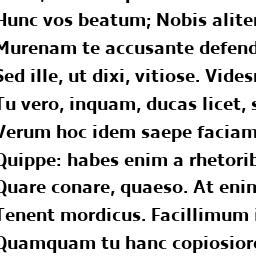 Hunc vos beatum; Nobis aliter
Murenam te accusante defend
Sed ille, ut dixi, vitiose. Vides
Tu vero, inquam, ducas licet, s
Verum hoc idem saepe faciam
Quippe: habes enim a rhetorib
Quare conare, quaeso. At enim
Tenent mordicus. Facillimum i
Quamquam tu hanc copiosior